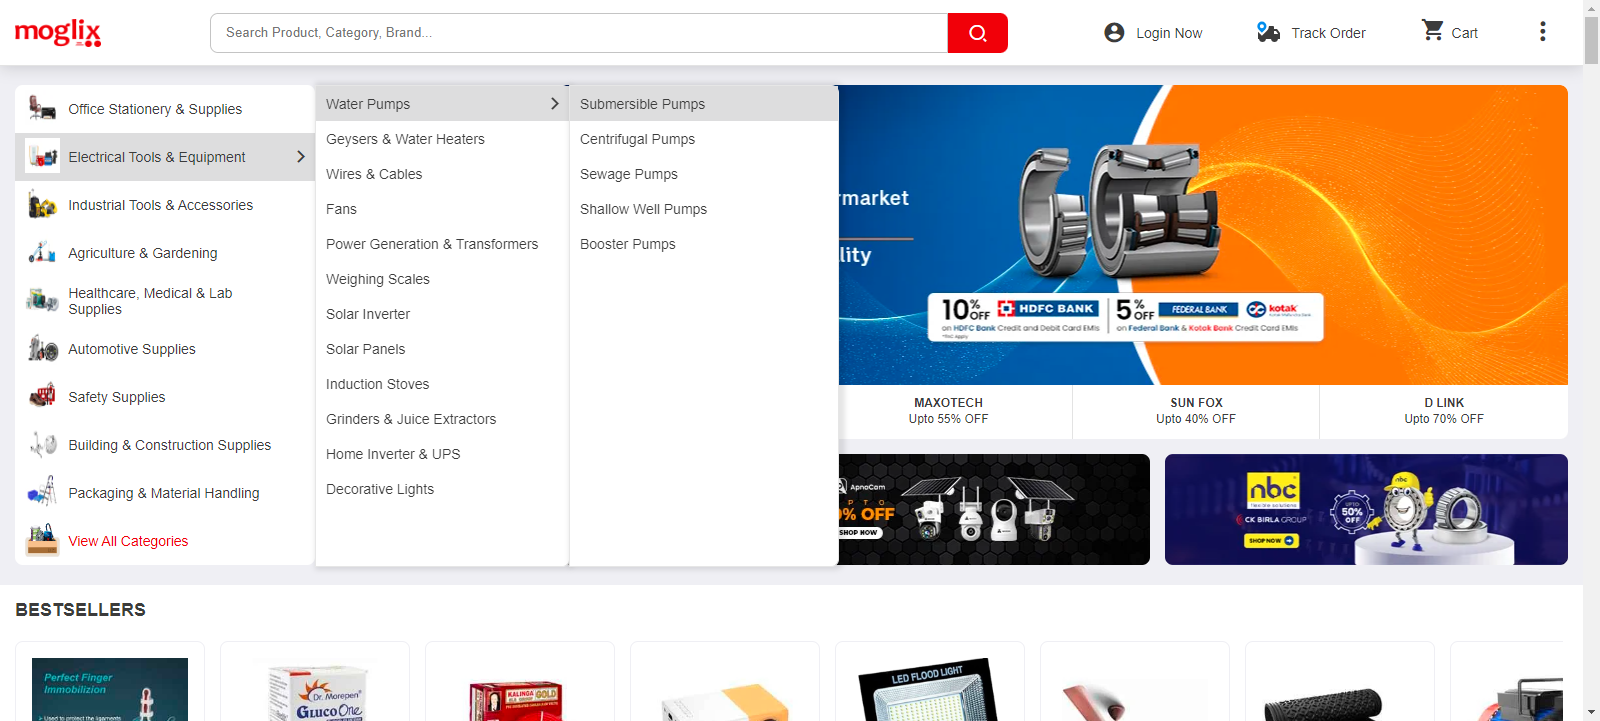 moglix
Search Product, Category, Brand...
Login Now
Track Order
Cart
Office Stationery & Supplies
Electrical Tools & Equipment
Industrial Tools & Accessories
Agriculture & Gardening
Healthcare, Medical & Lab
Supplies
Automotive Supplies
Safety Supplies
Building & Construction Supplies
Packaging & Material Handling
View All Categories
Water Pumps
Geysers & Water Heaters
Wires & Cables
Fans
Power Generation & Transformers
Weighing Scales
Solar Inverter
Solar Panels
Induction Stoves
Grinders & Juice Extractors
Home Inverter & UPS
Decorative Lights
Submersible Pumps
Centrifugal Pumps
Sewage Pumps
Shallow Well Pumps
Booster Pumps
rmarket
lity
10% OFF HDFC BANK
on HDFC Bank Credit and Debit Card EMIs
*T&C Apply
5% OFF FEDERAL BANK kotak
on Federal Bank & Kotak Bank Credit Card EMIs
MAXOTECH
Upto 55% OFF
SUN FOX
Upto 40% OFF
D LINK
Upto 70% OFF
ApnaCam
PTO
0% OFF
SHOP NOW
nbc
CK BIRLA GROUP
SHOP NOW
UPTO
50%
OFF
nbc
BESTSELLERS
Perfect Finger
Immobilizion
Used to protect the ligaments
Dr. Morepen
GlucoOne
KALINGA GOLD
LED FLOOD LIGHT